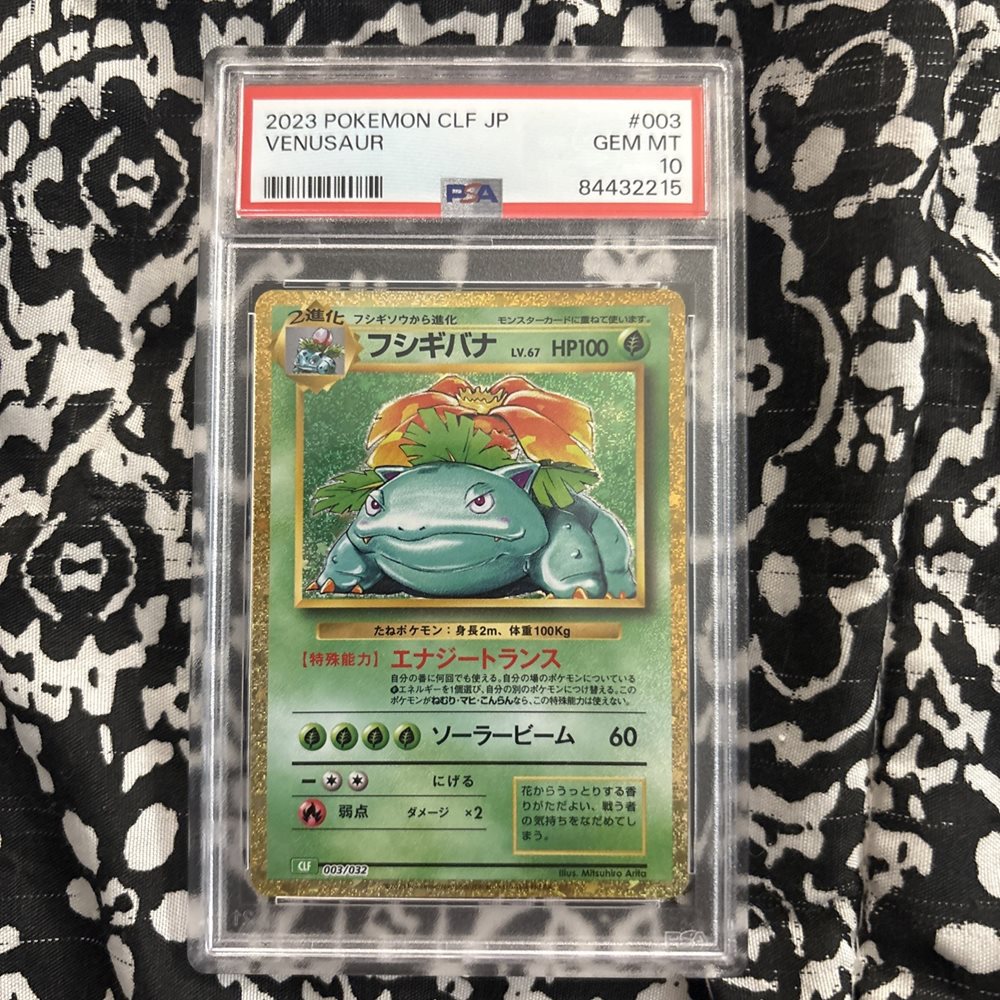 2023 POKEMON CLF JP #003
VENUSAUR GEM MT
10
PSA 84432215
2進化 フシギソウから進化 モンスターカードに重ねて使います。
フシギバナ LV.67 HP100
たねポケモン：身長2m、体重100Kg
【特殊能力】 エナジートランス
自分の番に何回でも使える。自分の場のポケモンについている
エネルギーを1個選び、自分の別のポケモンにつけ替える。この
ポケモンがねむり・マヒ・こんらんなら、この特殊能力は使えない。
ソーラービーム 60
ー にげる
弱点 ダメージ ×2
花からうっとりする香
りがただよい、戦う者
の気持ちをなだめてし
まう。
CLF 003/032
Illus. Mitsuhiro Arita
PSA